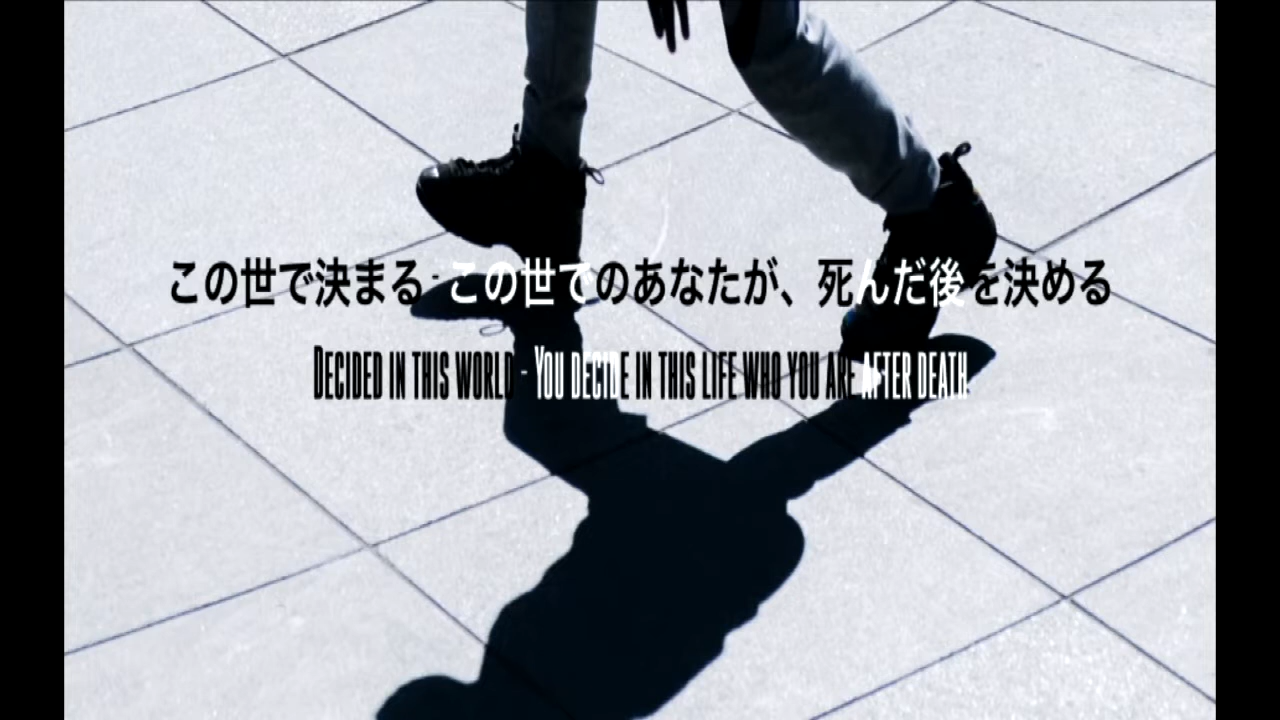 この世で決まる - この世でのあなたが、死んだ後を決める
Decided in this world - You decide in this life who you are after death